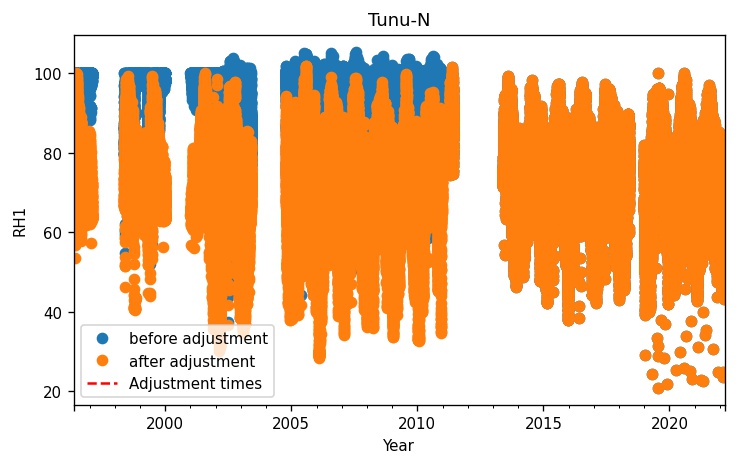 Tunu-N
RH1
100
80
60
40
20
before adjustment
after adjustment
Adjustment times
2000
2005
2010
2015
2020
Year